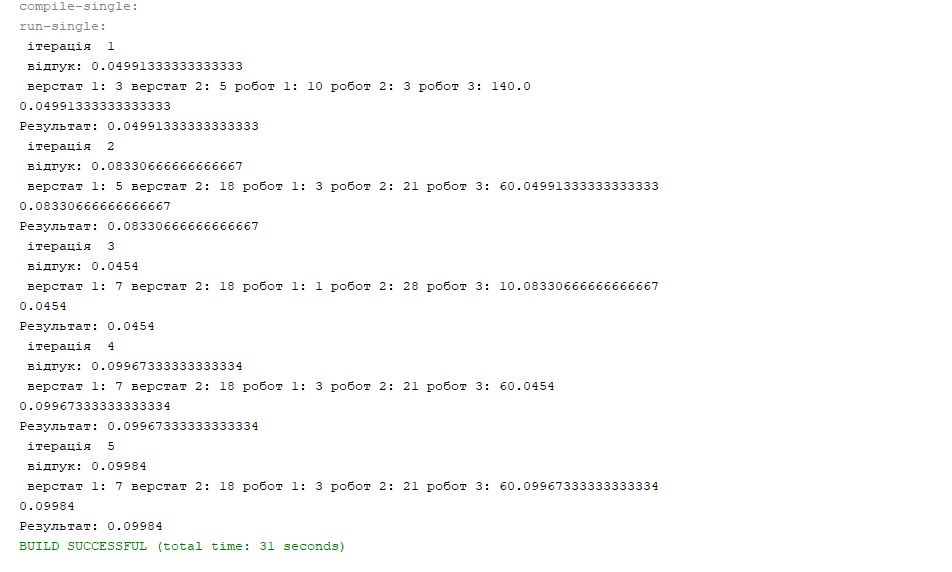 compile-single:
run-single:
ітерація  1
відгук: 0.04991333333333333
верстат 1: 3 верстат 2: 5 робот 1: 10 робот 2: 3 робот 3: 140.0
0.04991333333333333
Результат: 0.04991333333333333
ітерація  2
відгук: 0.08330666666666667
верстат 1: 5 верстат 2: 18 робот 1: 3 робот 2: 21 робот 3: 60.04991333333333333
0.08330666666666667
Результат: 0.08330666666666667
ітерація  3
відгук: 0.0454
верстат 1: 7 верстат 2: 18 робот 1: 1 робот 2: 28 робот 3: 10.08330666666666667
0.0454
Результат: 0.0454
ітерація  4
відгук: 0.09967333333333334
верстат 1: 7 верстат 2: 18 робот 1: 3 робот 2: 21 робот 3: 60.0454
0.09967333333333334
Результат: 0.09967333333333334
ітерація  5
відгук: 0.09984
верстат 1: 7 верстат 2: 18 робот 1: 3 робот 2: 21 робот 3: 60.09967333333333334
0.09984
Результат: 0.09984
BUILD SUCCESSFUL (total time: 31 seconds)